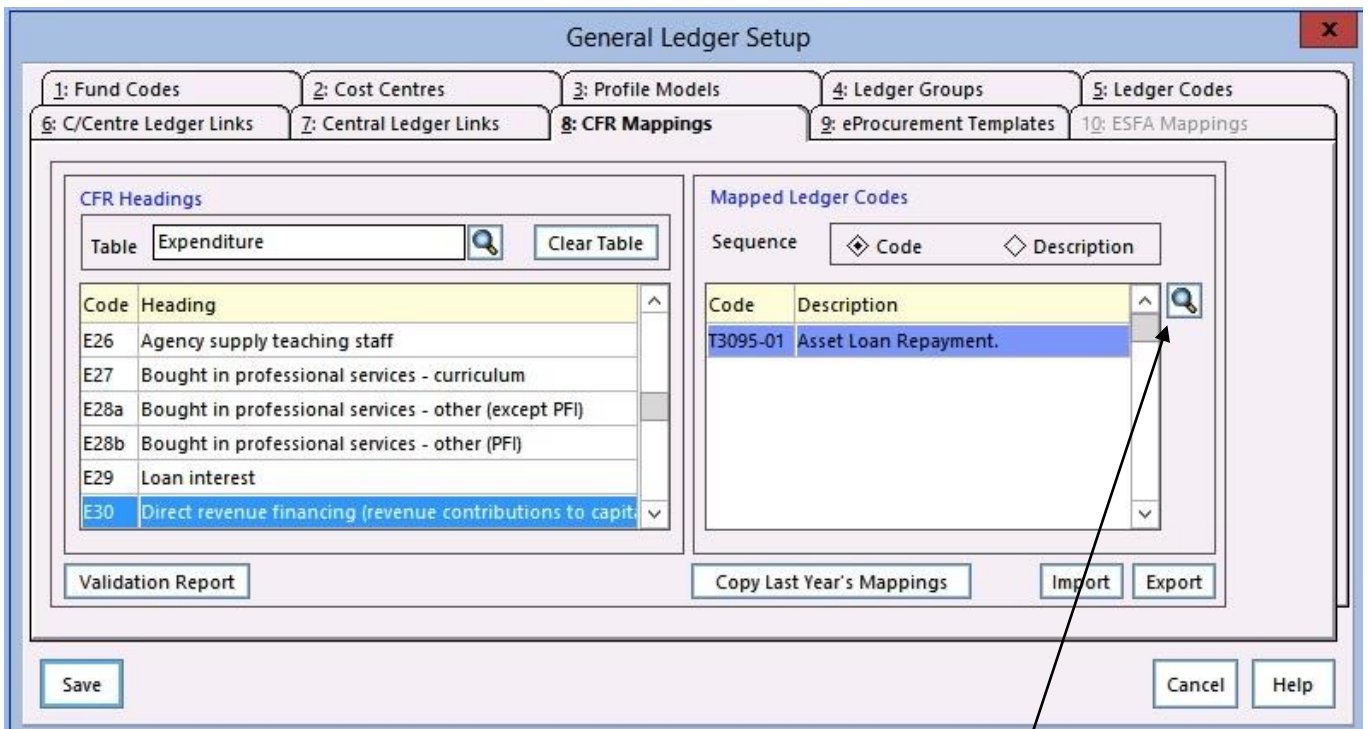 General Ledger Setup
x
1: Fund Codes
2: Cost Centres
3: Profile Models
4: Ledger Groups
5: Ledger Codes
6: C/Centre Ledger Links
7: Central Ledger Links
8: CFR Mappings
9: eProcurement Templates
10: ESFA Mappings
CFR Headings
Table Expenditure
Clear Table
Code Heading
E26 Agency supply teaching staff
E27 Bought in professional services - curriculum
E28a Bought in professional services - other (except PFI)
E28b Bought in professional services - other (PFI)
E29 Loan interest
E30 Direct revenue financing (revenue contributions to capita
Validation Report
Mapped Ledger Codes
Sequence Code Description
Code Description
T3095-01 Asset Loan Repayment.
Copy Last Year's Mappings
Import
Export
Save
Cancel
Help